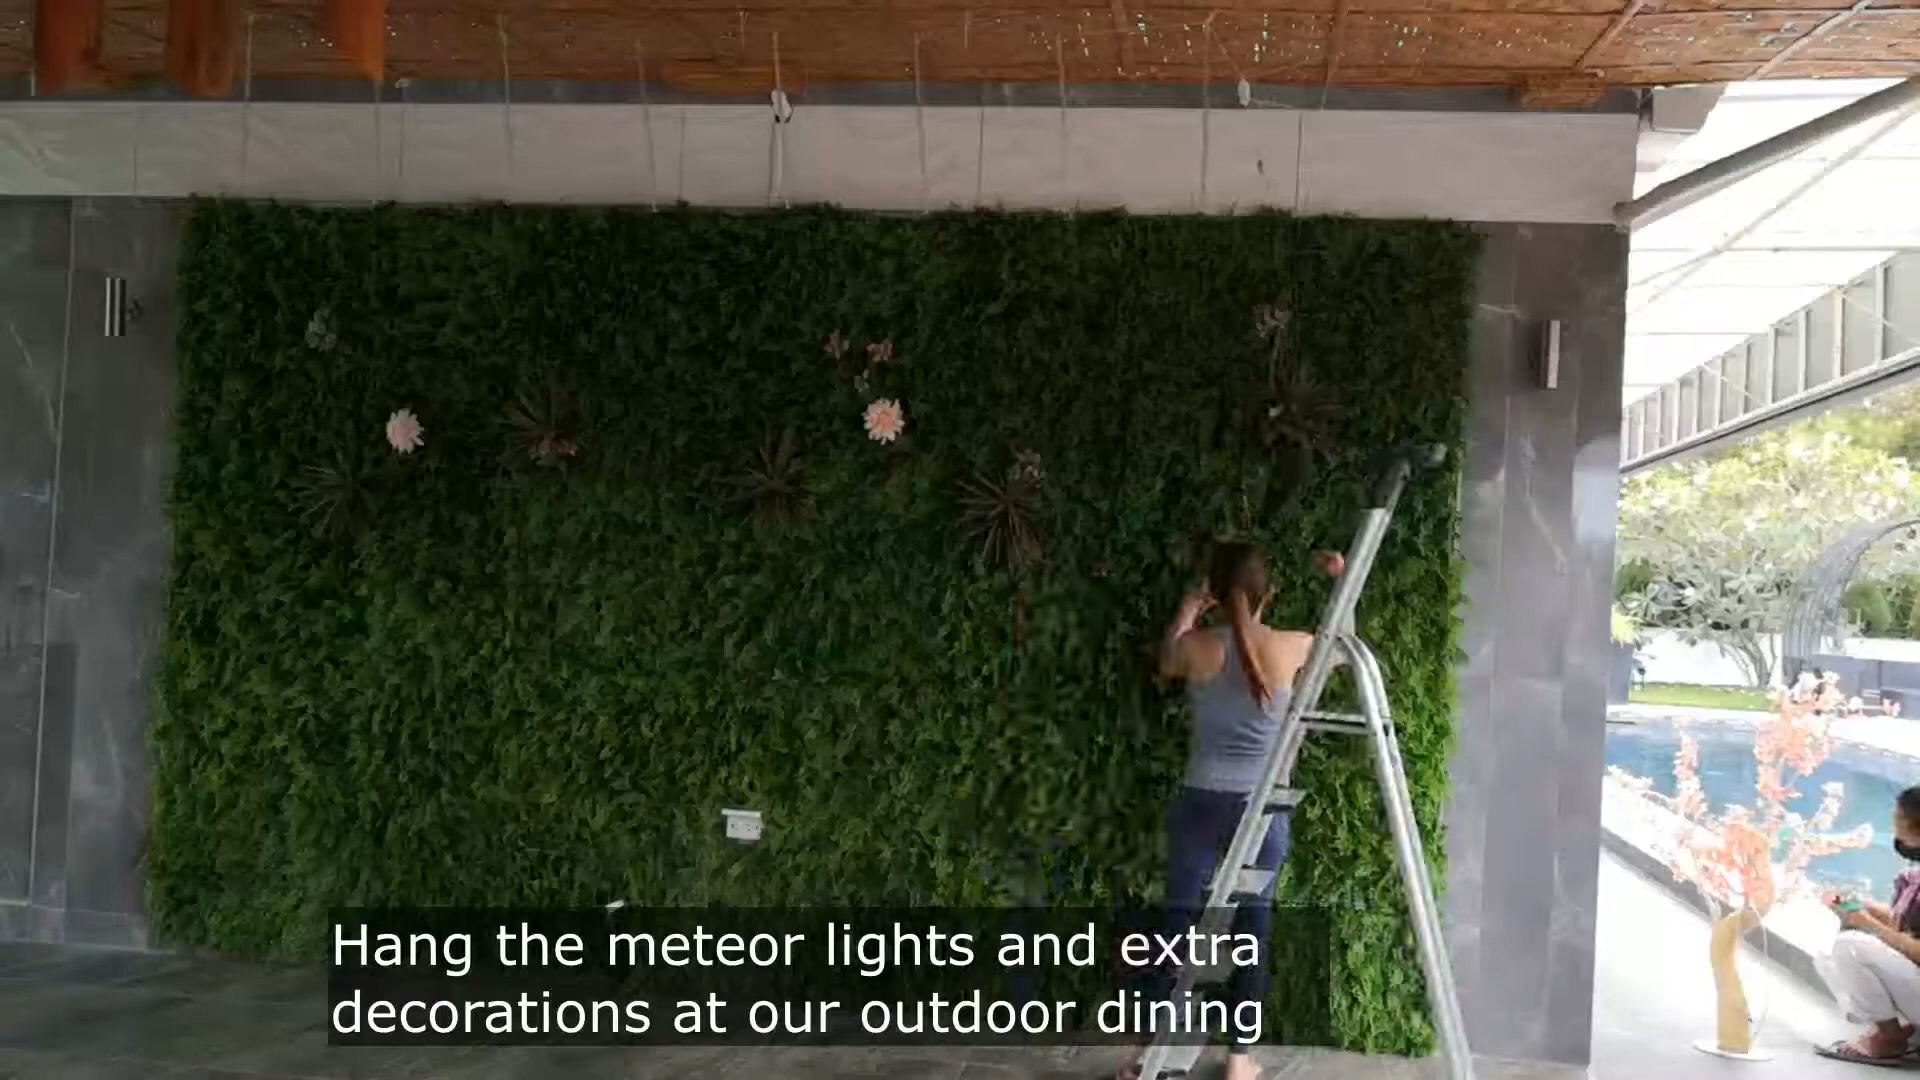 Hang the meteor lights and extra
decorations at our outdoor dining